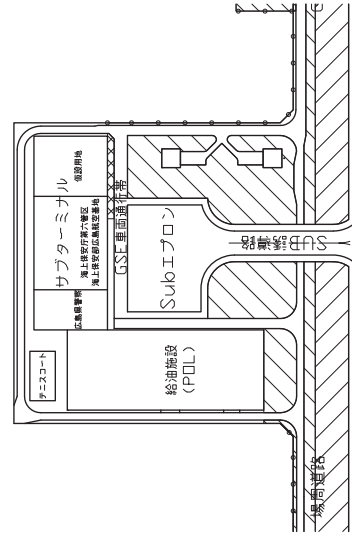 テニスコート
広島県警察
サブターミナル
海上保安庁第六管区
海上保安部広島航空基地
仮設用地
GSE車両通行帯
給油施設
(POL)
Subエプロン
SUB誘導路
場周道路